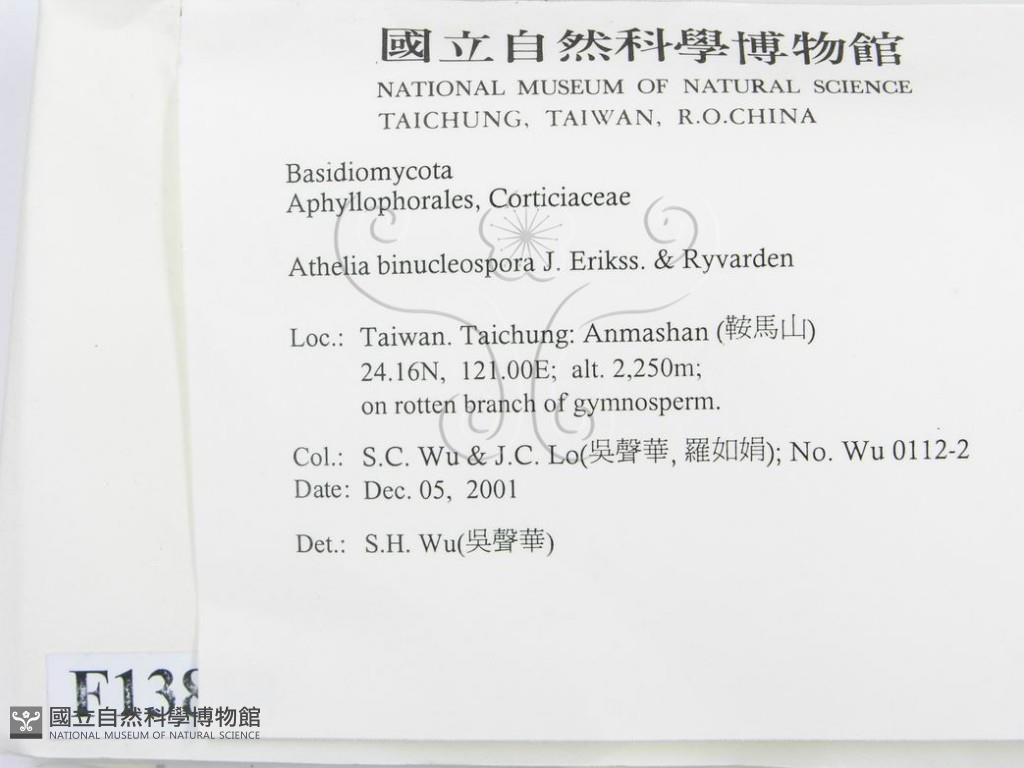 國立自然科學博物館
NATIONAL MUSEUM OF NATURAL SCIENCE
TAICHUNG, TAIWAN, R.O.CHINA
Basidiomycota
Aphyllophorales, Corticiaceae
Athelia binucleospora J. Erikss. & Ryvarden
Loc.: Taiwan. Taichung: Anmashan (鞍馬山)
24.16N, 121.00E; alt. 2,250m;
on rotten branch of gymnosperm.
Col.: S.C. Wu & J.C. Lo(吳聲華, 羅如娟); No. Wu 0112-2
Date: Dec. 05, 2001
Det.: S.H. Wu(吳聲華)
F138
國立自然科學博物館
NATIONAL MUSEUM OF NATURAL SCIENCE